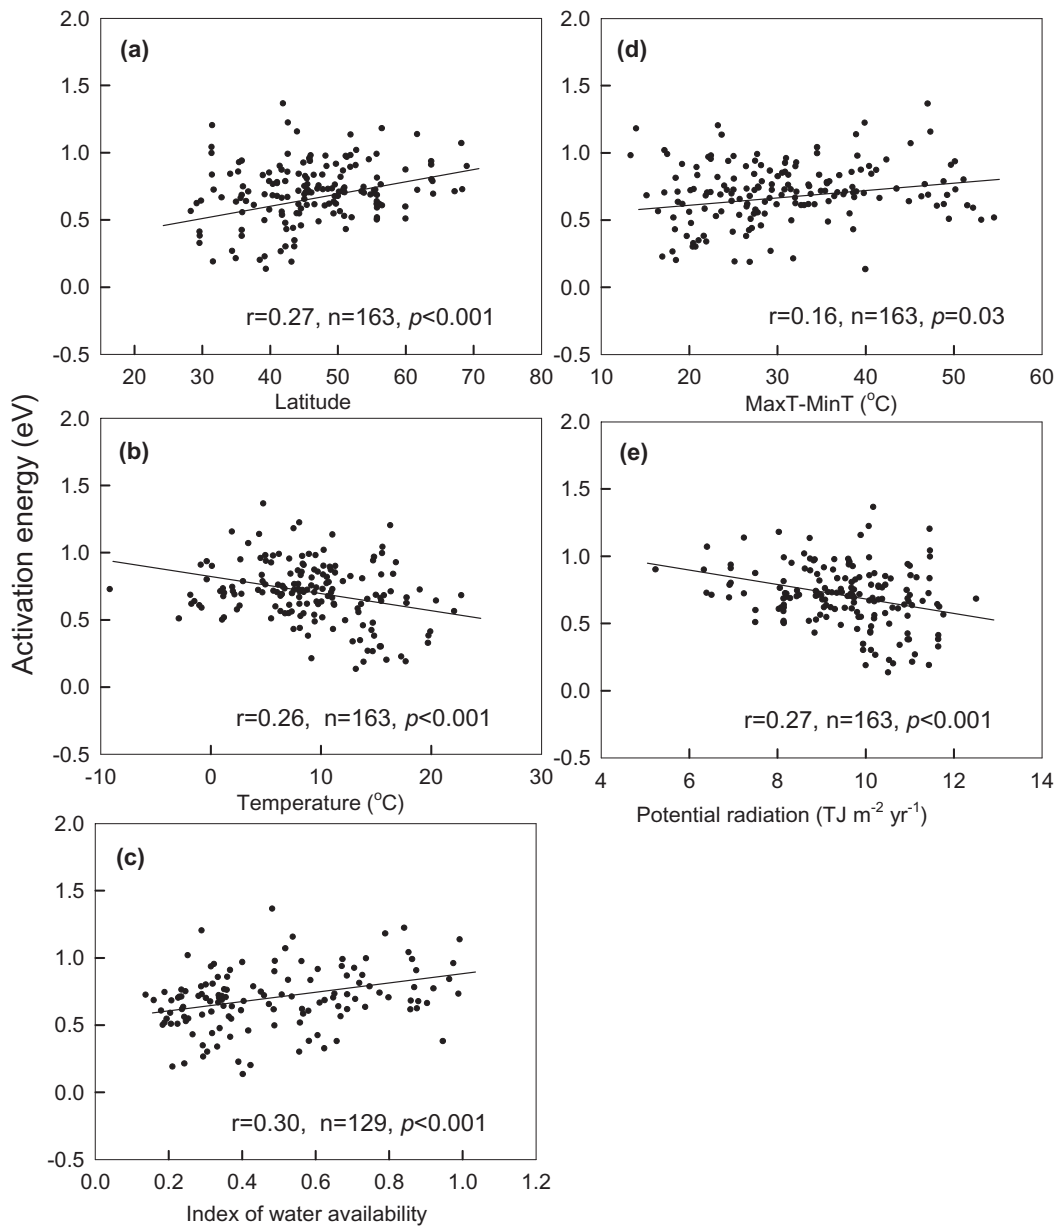 Activation energy (eV)
2.0
1.5
1.0
0.5
0.0
-0.5
(a)
r=0.27, n=163, p<0.001
20 30 40 50 60 70 80
Latitude
2.0
1.5
1.0
0.5
0.0
-0.5
(d)
r=0.16, n=163, p=0.03
10 20 30 40 50 60
MaxT-MinT (°C)
2.0
1.5
1.0
0.5
0.0
-0.5
(b)
r=0.26, n=163, p<0.001
-10 0 10 20 30
Temperature (°C)
2.0
1.5
1.0
0.5
0.0
-0.5
(e)
r=0.27, n=163, p<0.001
4 6 8 10 12 14
Potential radiation (TJ m⁻² yr⁻¹)
2.0
1.5
1.0
0.5
0.0
-0.5
(c)
r=0.30, n=129, p<0.001
0.0 0.2 0.4 0.6 0.8 1.0 1.2
Index of water availability